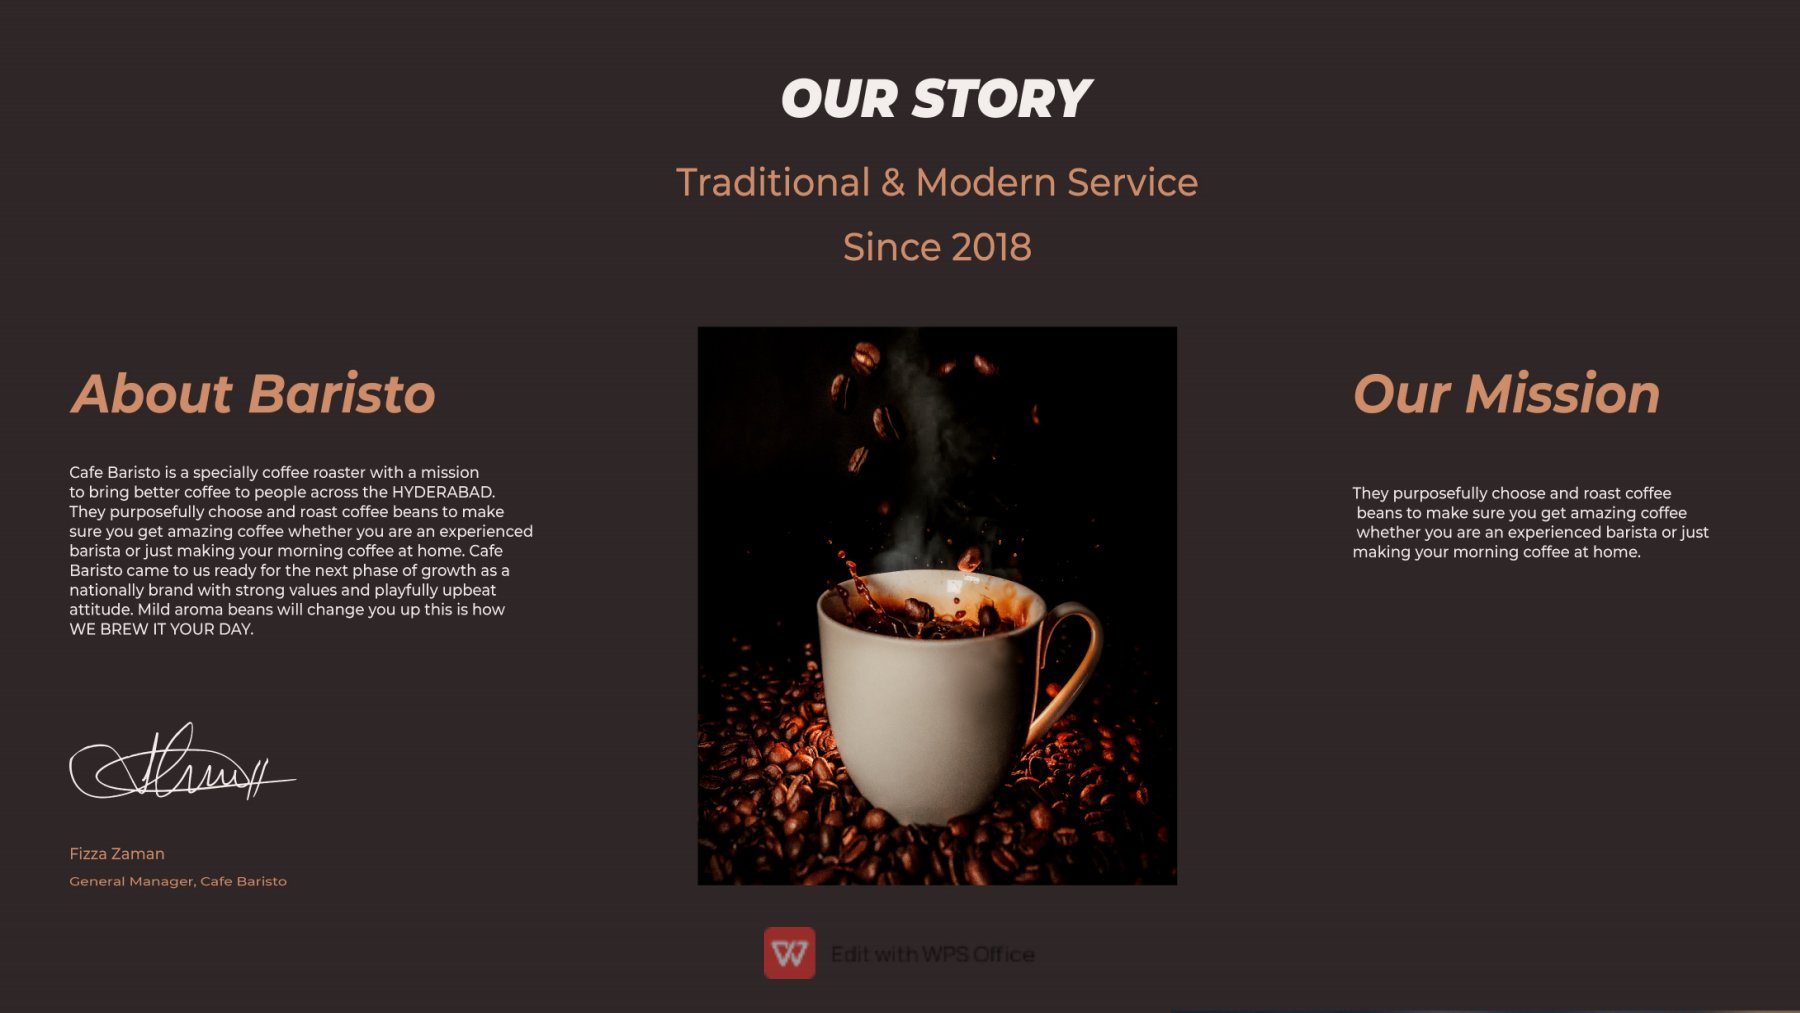 OUR STORY
Traditional & Modern Service
Since 2018
About Baristo
Cafe Baristo is a specially coffee roaster with a mission
to bring better coffee to people across the HYDERABAD.
They purposefully choose and roast coffee beans to make
sure you get amazing coffee whether you are an experienced
barista or just making your morning coffee at home. Cafe
Baristo came to us ready for the next phase of growth as a
nationally brand with strong values and playfully upbeat
attitude. Mild aroma beans will change you up this is how
WE BREW IT YOUR DAY.
Fizza Zaman
General Manager, Cafe Baristo
Our Mission
They purposefully choose and roast coffee
beans to make sure you get amazing coffee
whether you are an experienced barista or just
making your morning coffee at home.
Edit with WPS Office